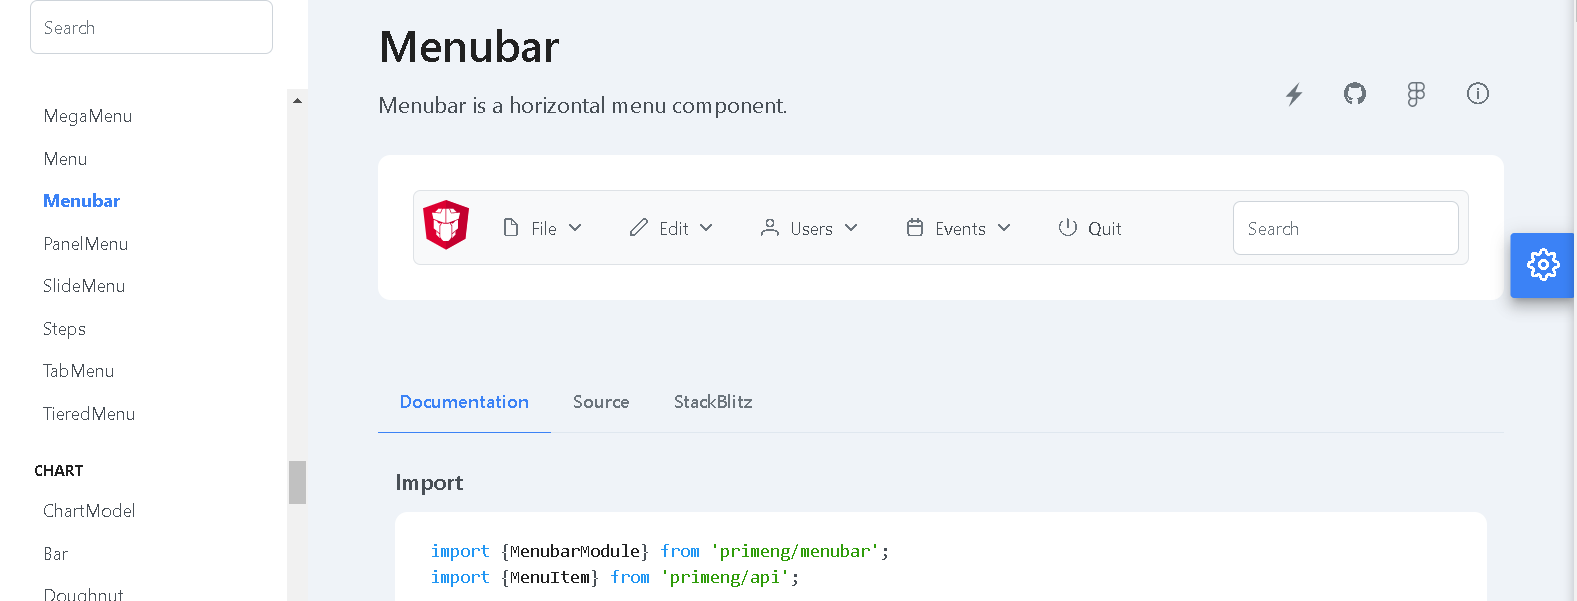 Search
MegaMenu
Menu
Menubar
PanelMenu
SlideMenu
Steps
TabMenu
TieredMenu
CHART
ChartModel
Bar
Doughnut
Menubar
Menubar is a horizontal menu component.
File Edit Users Events Quit Search
Documentation Source StackBlitz
Import
import {MenubarModule} from 'primeng/menubar';
import {MenuItem} from 'primeng/api';